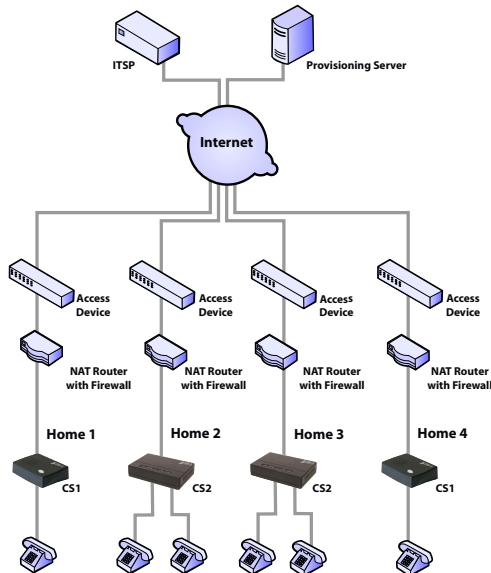 ITSP
Provisioning Server
Internet
Access
Device
Access
Device
Access
Device
Access
Device
NAT Router
with Firewall
NAT Router
with Firewall
NAT Router
with Firewall
NAT Router
with Firewall
Home 1
Home 2
Home 3
Home 4
CS1
CS2
CS2
CS1